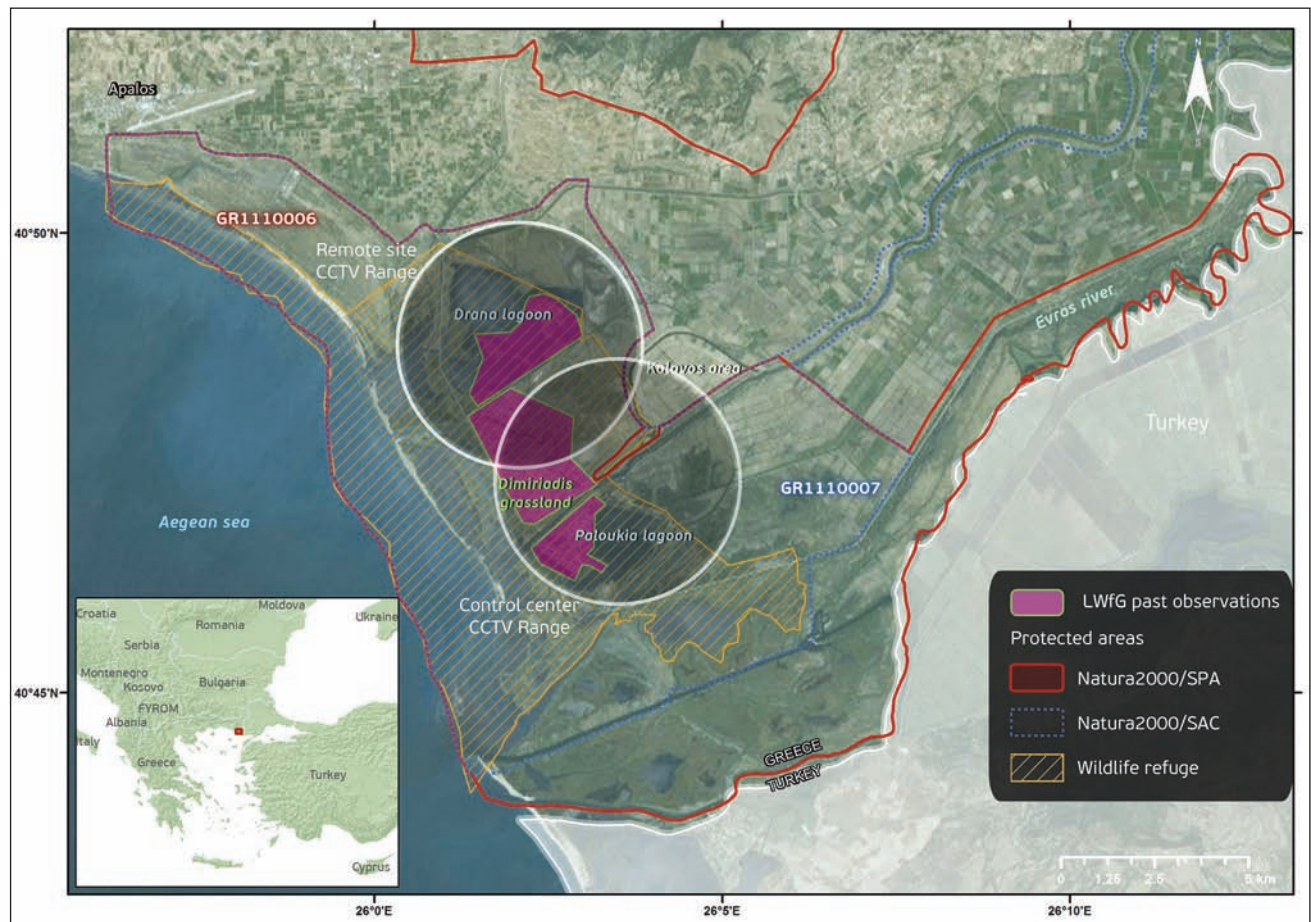 Apalos
N
GR1110006
40°50'N
Remote site
CCTV Range
Drana lagoon
Evros river
Kolavos area
Turkey
GR1110007
Dimiriadis
grassland
Aegean sea
Paloukia lagoon
Control center
CCTV Range
40°45'N
GREECE
TURKEY
Croatia
Moldova
Ukraine
Romania
Serbia
Montenegro
Kosovo
Bulgaria
FYROM
Albania
Italy
Greece
Turkey
Cyprus
LWfG past observations
Protected areas
Natura2000/SPA
Natura2000/SAC
Wildlife refuge
0 1,25 2,5 5 km
26°0'E
26°5'E
26°10'E